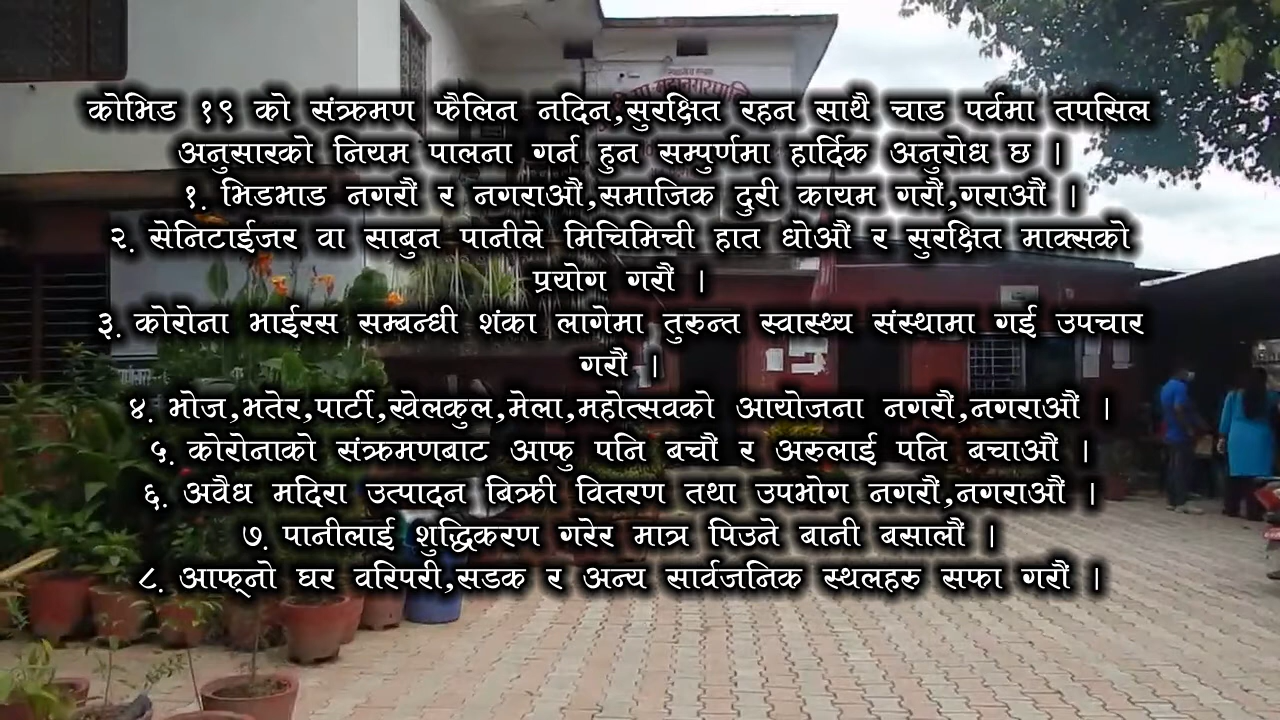 कोभिड १९ को संक्रमण फैलिन नदिन,सुरक्षित रहन साथै चाड पर्वमा तपसिल
अनुसारको नियम पालना गर्न हुन सम्पुर्णमा हार्दिक अनुरोध छ |
१. भिडभाड नगरौं र नगराऔं,समाजिक दुरी कायम गरौं,गराऔं |
२. सेनिटाईजर वा साबुन पानीले मिचिमिची हात धोऔं र सुरक्षित माक्सको
प्रयोग गरौं |
३. कोरोना भाईरस सम्बन्धी शंका लागेमा तुरुन्त स्वास्थ्य संस्थामा गई उपचार
गरौं |
४. भोज,भतेर,पार्टी,खेलकुल,मेला,महोत्सवको आयोजना नगरौं,नगराऔं |
५. कोरोनाको संक्रमणबाट आफु पनि बचौं र अरुलाई पनि बचाऔं |
६. अवैध मदिरा उत्पादन बिक्री वितरण तथा उपभोग नगरौं,नगराऔं |
७. पानीलाई शुद्धिकरण गरेर मात्र पिउने बानी बसालौं |
८. आफ्‌नो घर वरिपरी,सडक र अन्य सार्वजनिक स्थलहरु सफा गरौं |